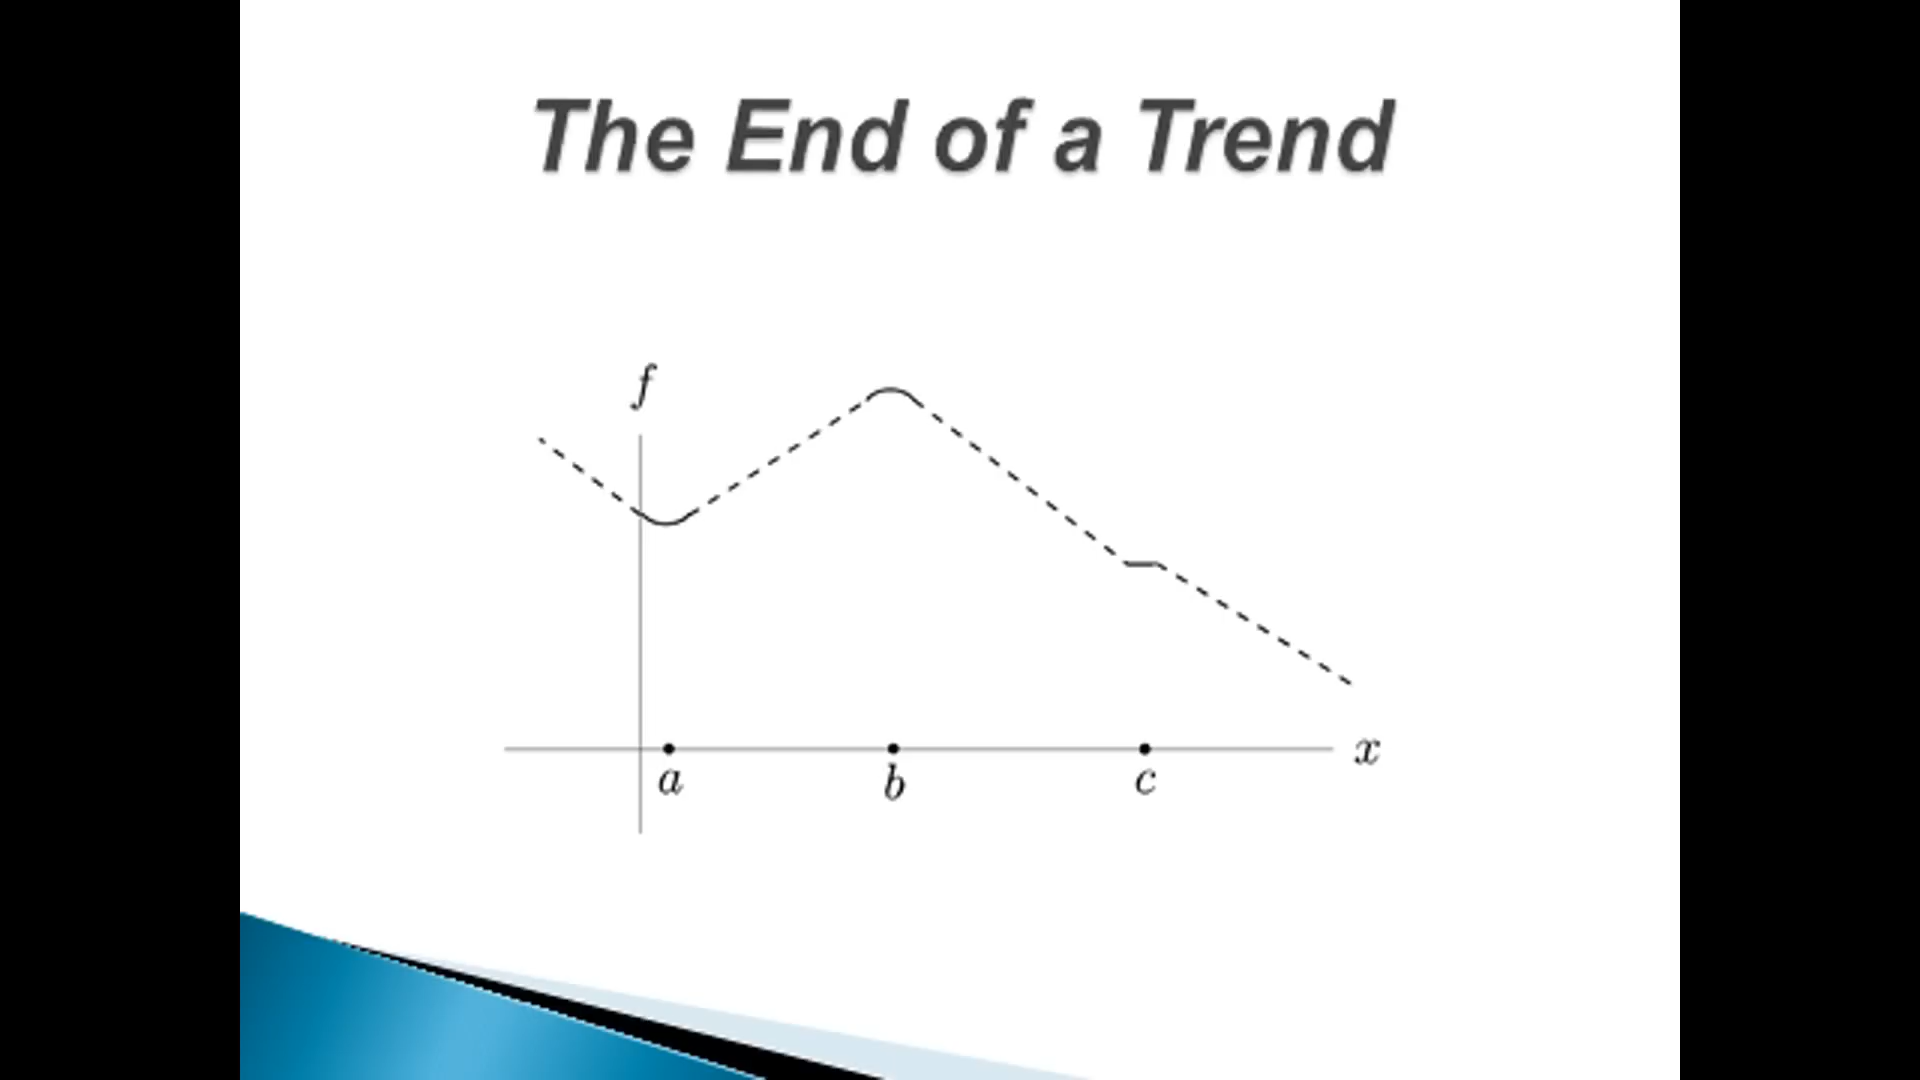 The End of a Trend
f
x
a b c